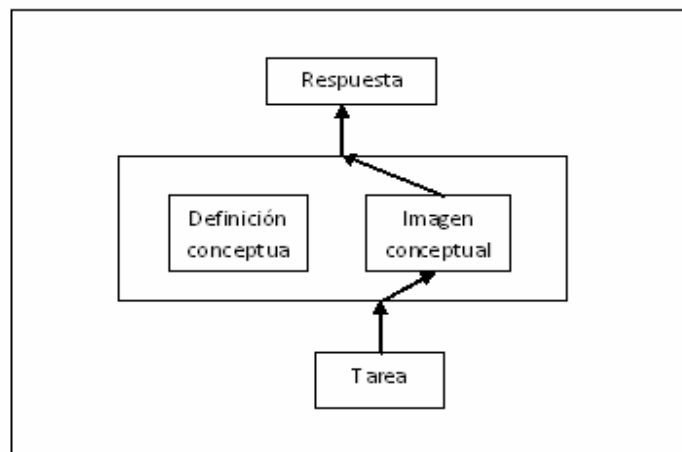 Respuesta
Definición
conceptua
Imagen
conceptual
Tarea